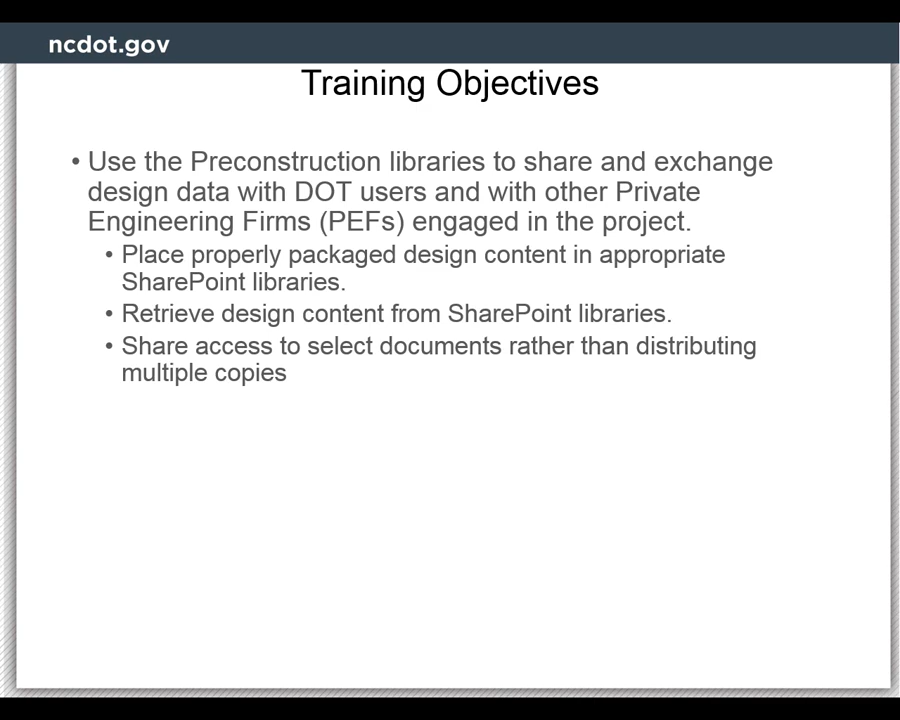 ncdot.gov
Training Objectives
• Use the Preconstruction libraries to share and exchange
design data with DOT users and with other Private
Engineering Firms (PEFs) engaged in the project.
• Place properly packaged design content in appropriate
SharePoint libraries.
• Retrieve design content from SharePoint libraries.
• Share access to select documents rather than distributing
multiple copies